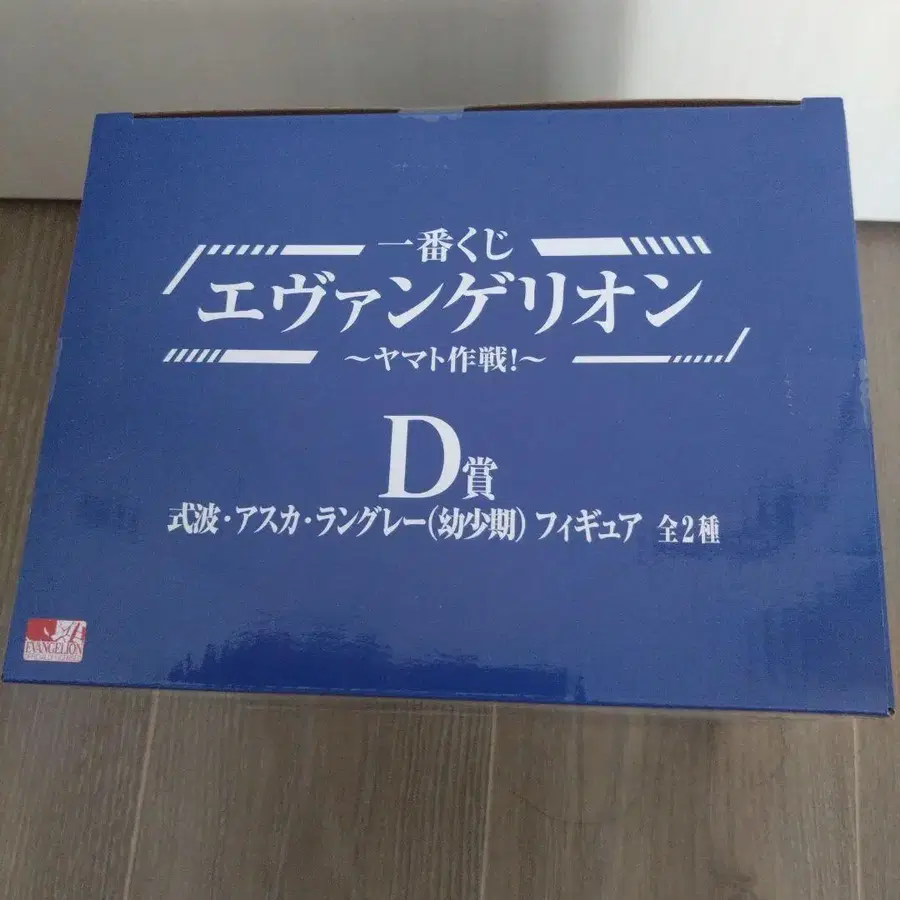 一番くじ
エヴァンゲリオン
～ヤマト作戦!～
D賞
式波・アスカ・ラングレー(幼少期) フィギュア 全2種
EVANGELION